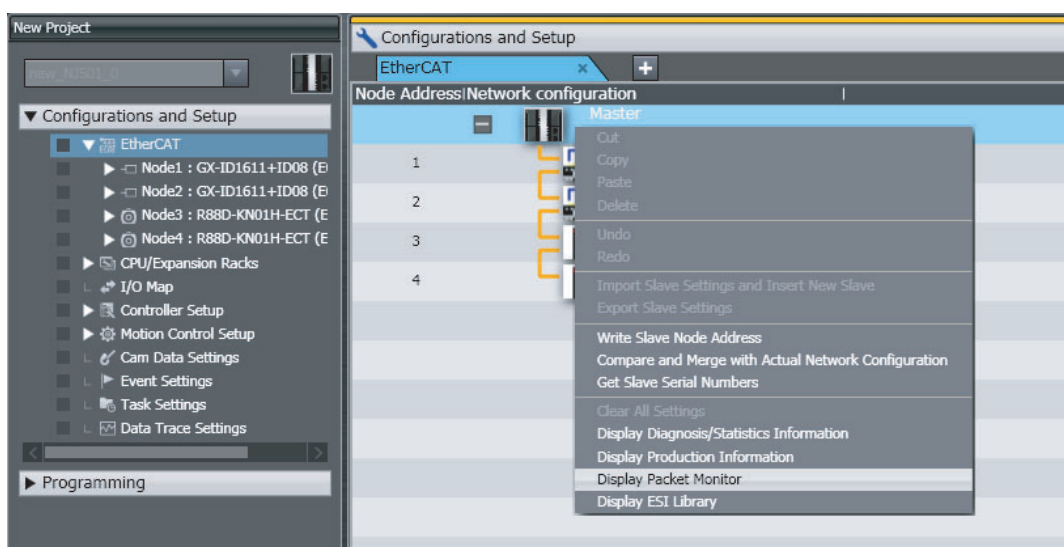 New Project
new_NJ501_0
Configurations and Setup
EtherCAT
Node1 : GX-ID1611+ID08 (E
Node2 : GX-ID1611+ID08 (E
Node3 : R88D-KN01H-ECT (E
Node4 : R88D-KN01H-ECT (E
CPU/Expansion Racks
I/O Map
Controller Setup
Motion Control Setup
Cam Data Settings
Event Settings
Task Settings
Data Trace Settings
Programming
Configurations and Setup
EtherCAT
Node Address Network configuration
Master
1
2
3
4
Cut
Copy
Paste
Delete
Undo
Redo
Import Slave Settings and Insert New Slave
Export Slave Settings
Write Slave Node Address
Compare and Merge with Actual Network Configuration
Get Slave Serial Numbers
Clear All Settings
Display Diagnosis/Statistics Information
Display Production Information
Display Packet Monitor
Display ESI Library